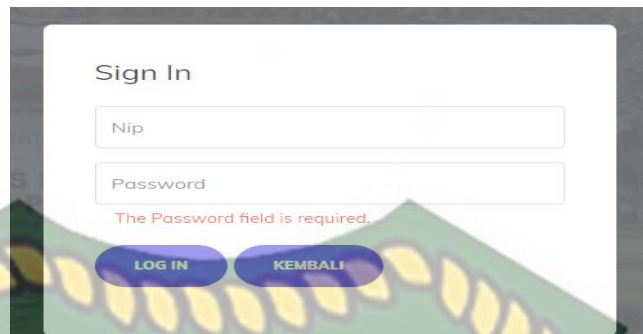 Sign In
Nip
Password
The Password field is required.
LOG IN KEMBALI